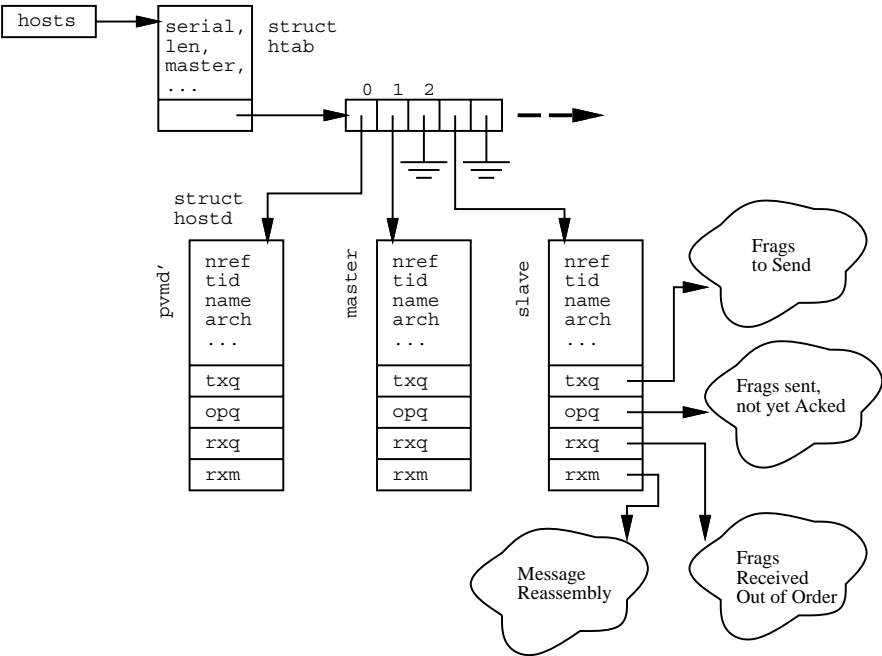 hosts
serial,
len,
master,
...
struct
htab
0 1 2
struct
hostd
pvmd'
nref
tid
name
arch
...
txq
opq
rxq
rxm
master
nref
tid
name
arch
...
txq
opq
rxq
rxm
slave
nref
tid
name
arch
...
txq
opq
rxq
rxm
Frags
to Send
Frags sent,
not yet Acked
Message
Reassembly
Frags
Received
Out of Order